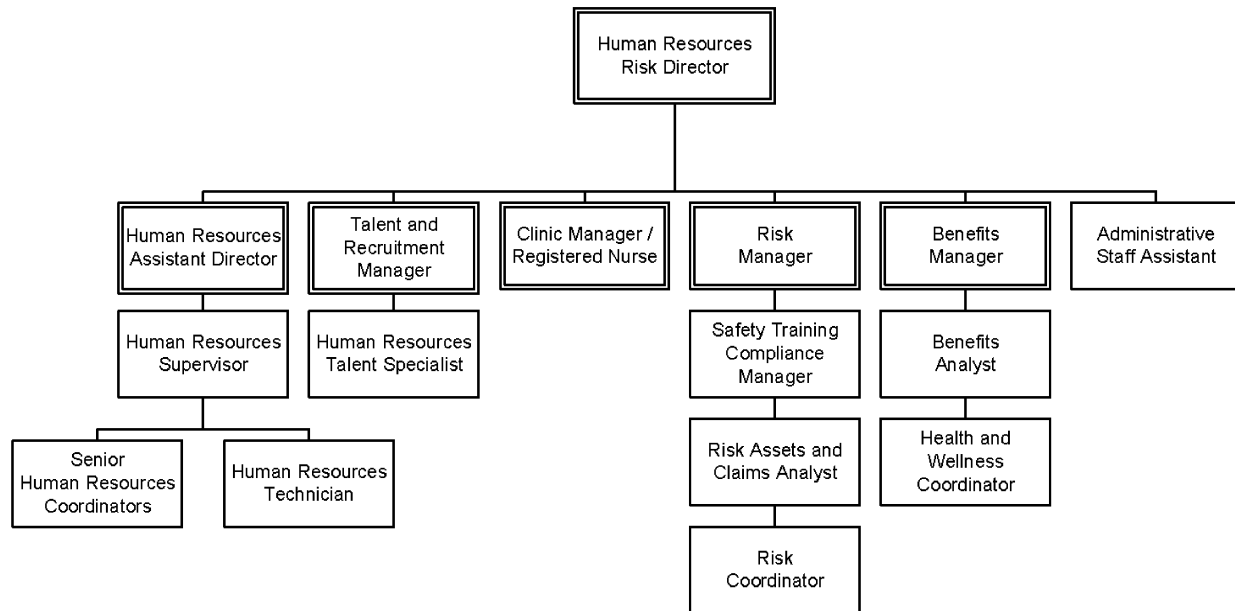 Human Resources
Risk Director
Human Resources
Assistant Director
Talent and
Recruitment
Manager
Clinic Manager /
Registered Nurse
Risk
Manager
Benefits
Manager
Administrative
Staff Assistant
Human Resources
Supervisor
Human Resources
Talent Specialist
Safety Training
Compliance
Manager
Benefits
Analyst
Senior
Human Resources
Coordinators
Human Resources
Technician
Risk Assets and
Claims Analyst
Health and
Wellness
Coordinator
Risk
Coordinator